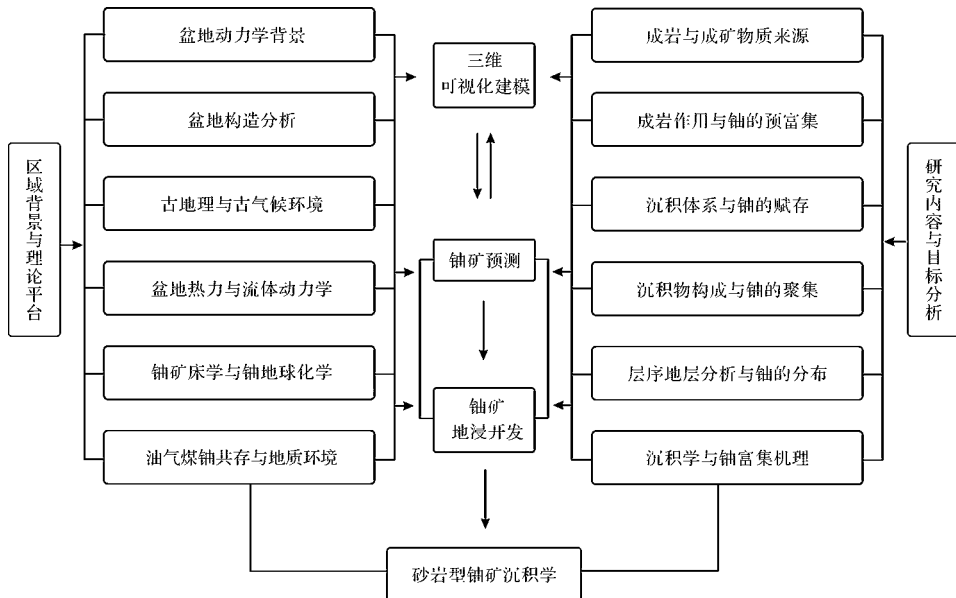 区域背景与理论平台
盆地动力学背景
盆地构造分析
古地理与古气候环境
盆地热力与流体动力学
铀矿床学与铀地球化学
油气煤铀共存与地质环境
三维
可视化建模
铀矿预测
铀矿
地浸开发
成岩与成矿物质来源
成岩作用与铀的预富集
沉积体系与铀的赋存
沉积物构成与铀的聚集
层序地层分析与铀的分布
沉积学与铀富集机理
研究内容与目标分析
砂岩型铀矿沉积学